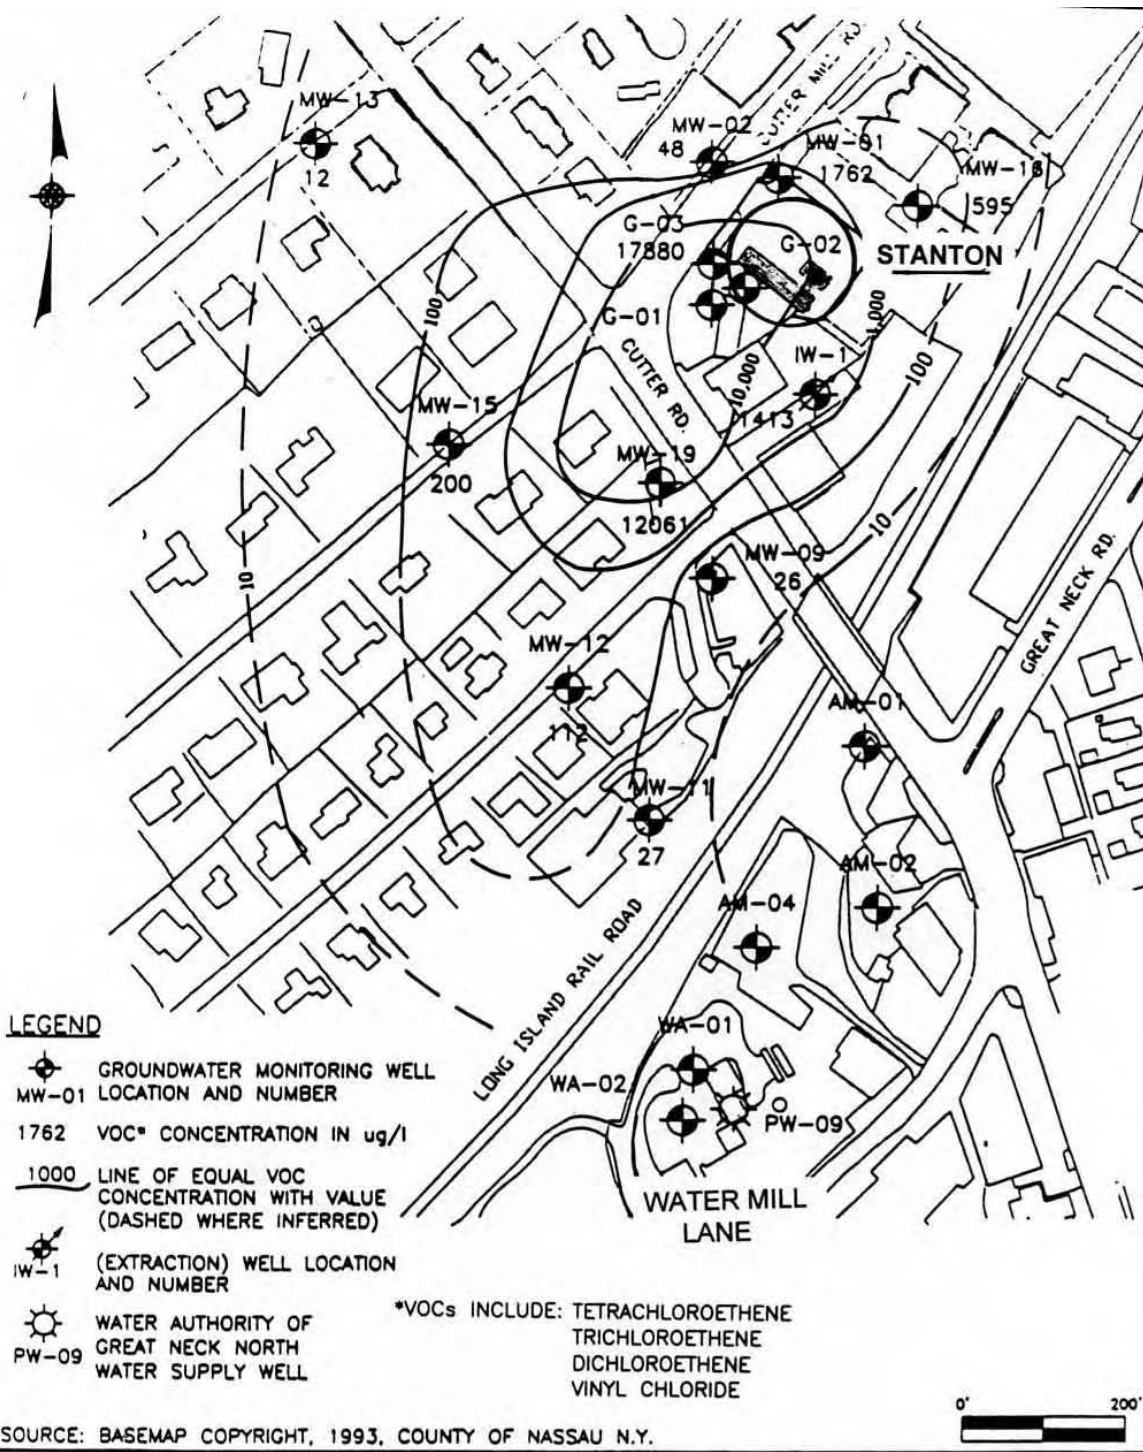 CUTTER MILL RD.
MW-13
12
MW-02
48
MW-01
1762
MW-16
595
G-03
17880
G-02
STANTON
G-01
100
1,000
CUTTER RD.
IW-1
10,000
100
1413
MW-15
200
MW-19
12061
10
10
MW-09
26
GREAT NECK RD.
MW-12
112
AM-01
MW-11
27
AM-02
AM-04
LONG ISLAND RAIL ROAD
WA-01
WA-02
PW-09
WATER MILL
LANE
LEGEND
GROUNDWATER MONITORING WELL
MW-01 LOCATION AND NUMBER
1762 VOC* CONCENTRATION IN ug/l
1000 LINE OF EQUAL VOC
CONCENTRATION WITH VALUE
(DASHED WHERE INFERRED)
(EXTRACTION) WELL LOCATION
IW-1 AND NUMBER
WATER AUTHORITY OF
PW-09 GREAT NECK NORTH
WATER SUPPLY WELL
*VOCs INCLUDE: TETRACHLOROETHENE
TRICHLOROETHENE
DICHLOROETHENE
VINYL CHLORIDE
0' 200'
SOURCE: BASEMAP COPYRIGHT, 1993, COUNTY OF NASSAU N.Y.